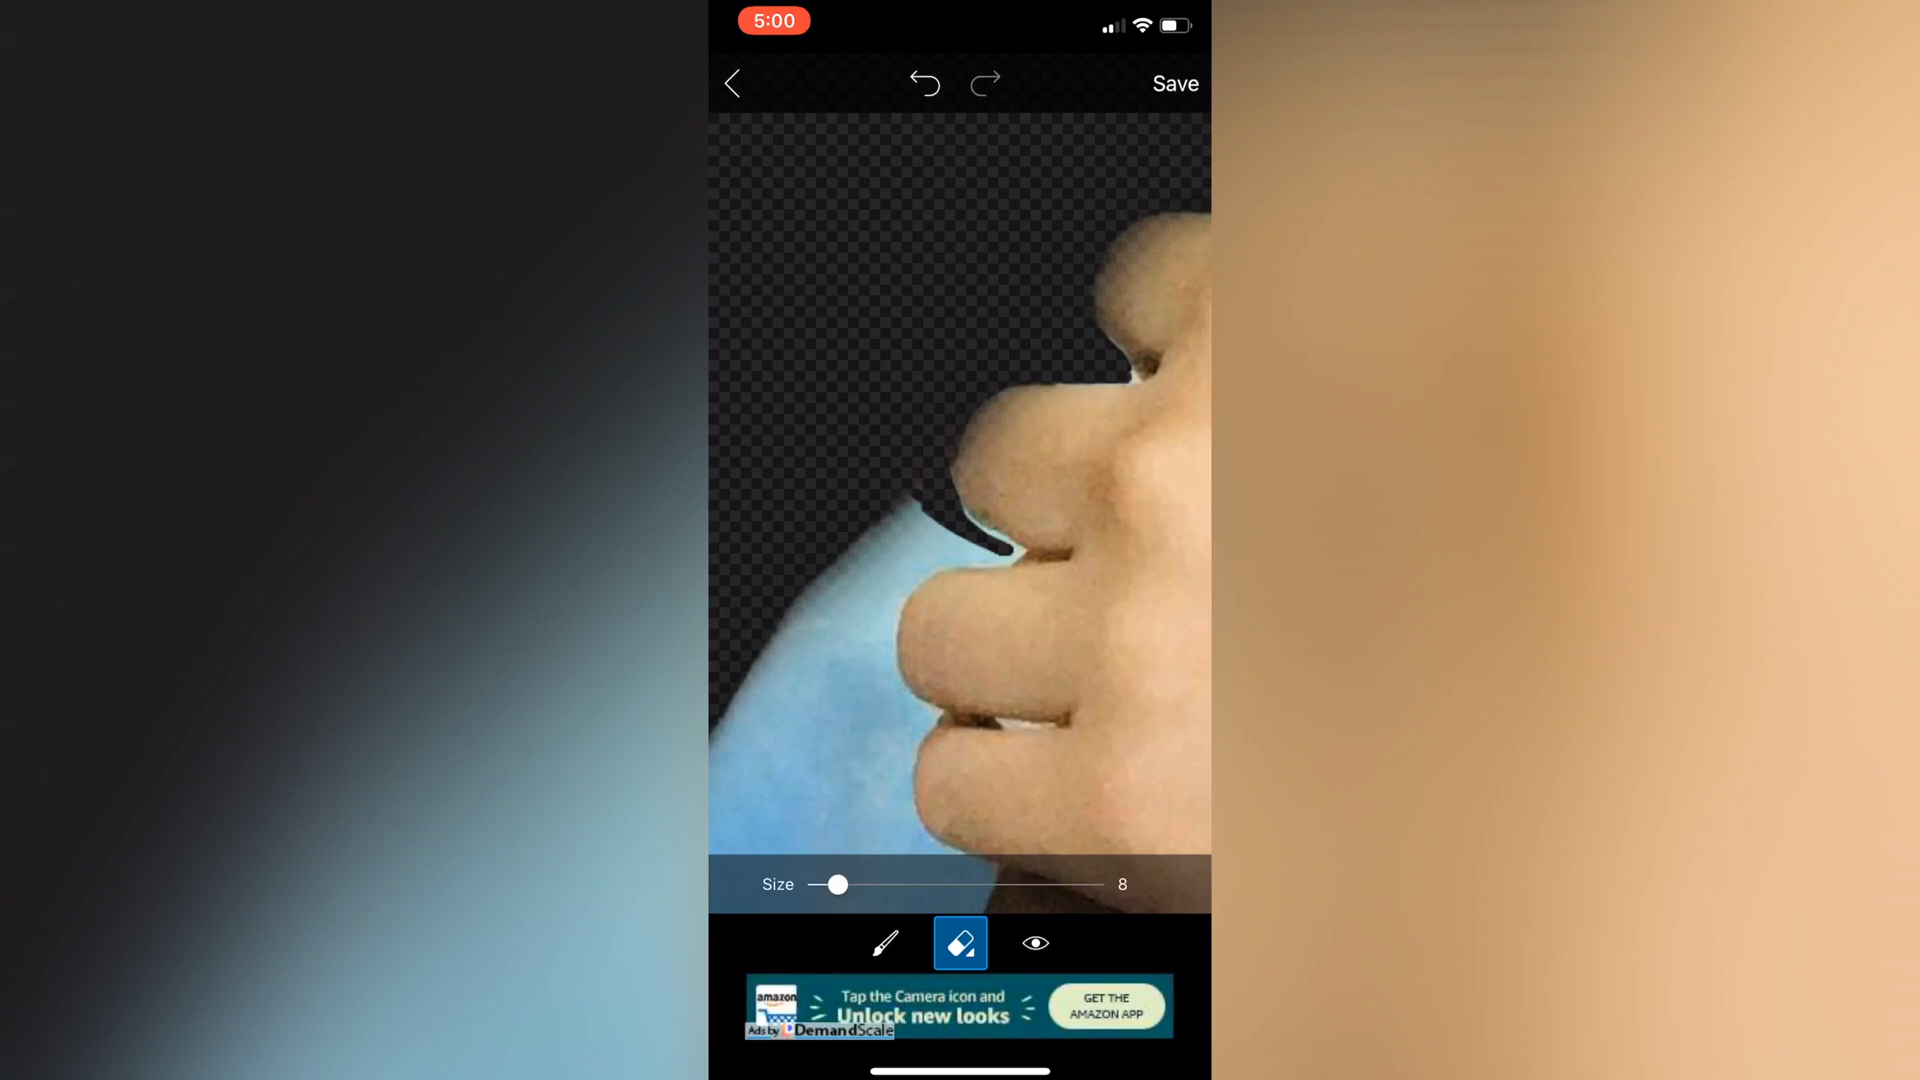 5:00
Save
Size 8
amazon
Tap the Camera icon and
Unlock new looks
GET THE
AMAZON APP
Ads by DemandScale